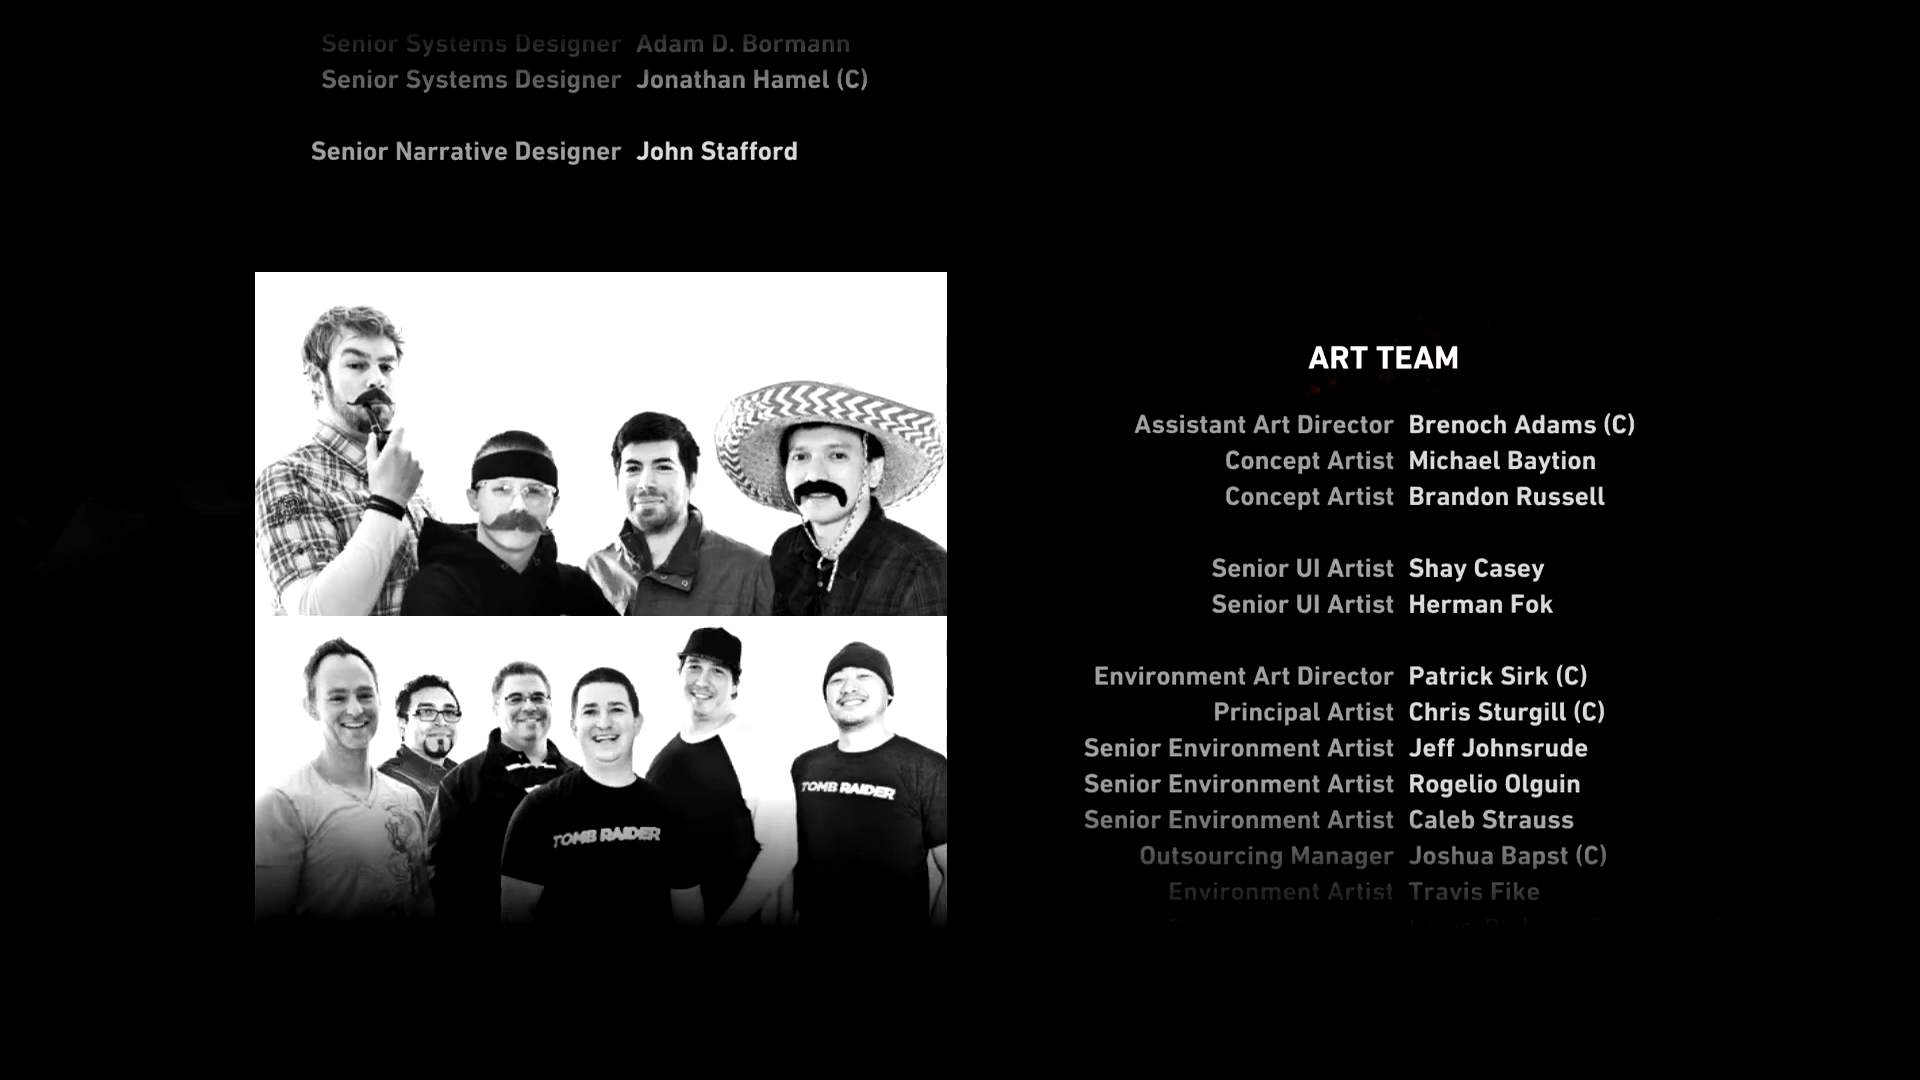 Senior Systems Designer Adam D. Bormann
Senior Systems Designer Jonathan Hamel (C)
Senior Narrative Designer John Stafford
TOMB RAIDER
TOMB RAIDER
ART TEAM
Assistant Art Director Brenoch Adams (C)
Concept Artist Michael Baytion
Concept Artist Brandon Russell
Senior UI Artist Shay Casey
Senior UI Artist Herman Fok
Environment Art Director Patrick Sirk (C)
Principal Artist Chris Sturgill (C)
Senior Environment Artist Jeff Johnsrude
Senior Environment Artist Rogelio Olguin
Senior Environment Artist Caleb Strauss
Outsourcing Manager Joshua Bapst (C)
Environment Artist Travis Fike